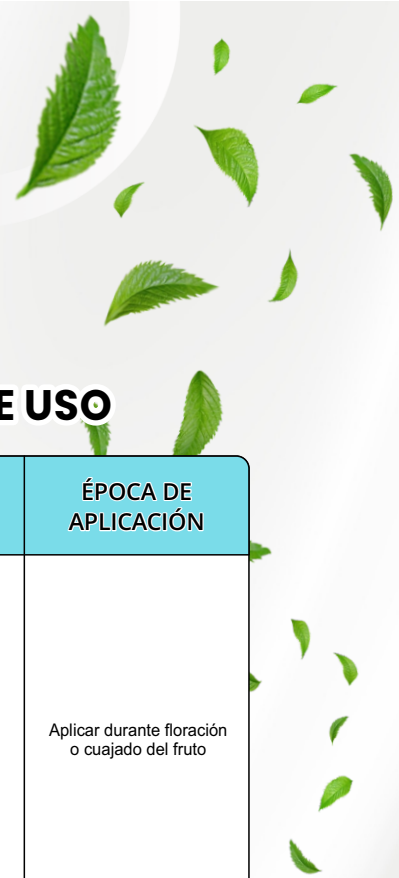 E USO
ÉPOCA DE
APLICACIÓN
Aplicar durante floración
o cuajado del fruto